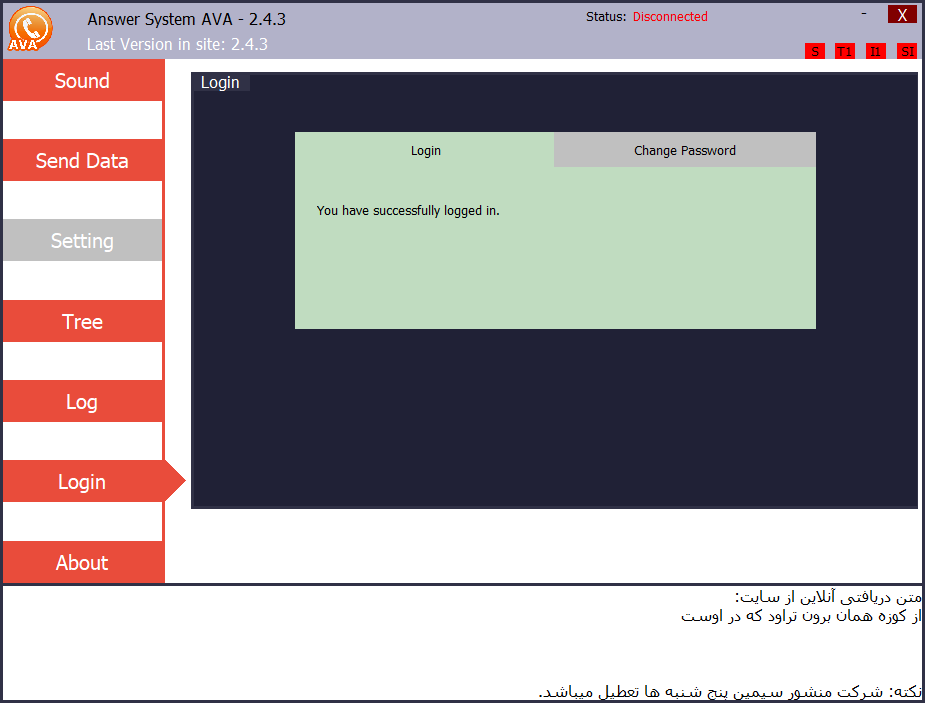 Answer System AVA - 2.4.3
Status: Disconnected
- X
AVA
Last Version in site: 2.4.3
S T1 I1 SI
Sound
Login
Login Change Password
Send Data
You have successfully logged in.
Setting
Tree
Log
Login
About
متن دریافتی آنلاین از سایت:
از کوزه همان برون تراود که در اوست
نکته: شرکت منشور سیمین پنج شنبه ها تعطیل میباشد.